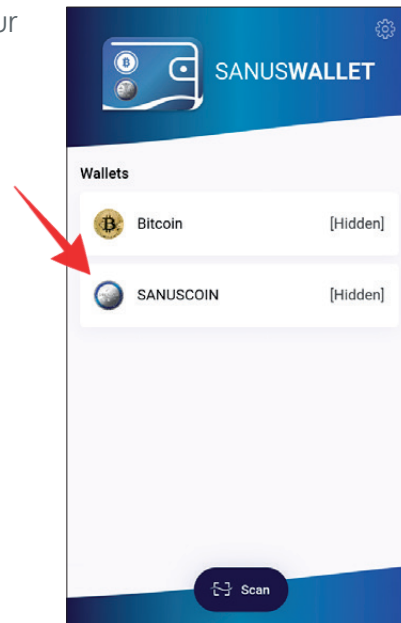 ur
SANUSWALLET
Wallets
Bitcoin [Hidden]
SANUSCOIN [Hidden]
Scan